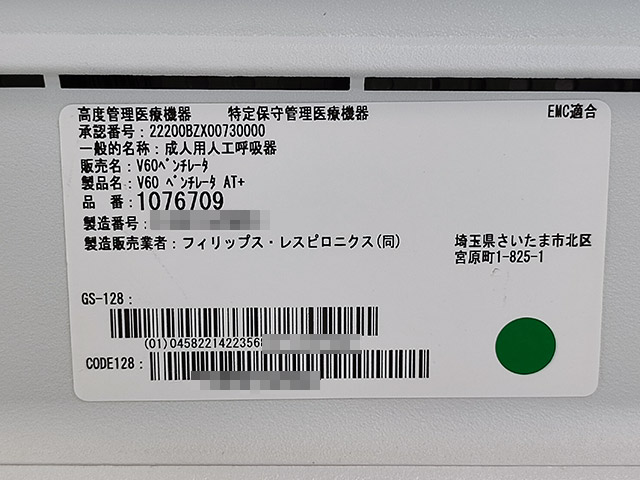 高度管理医療機器 特定保守管理医療機器 EMC適合
承認番号：22200BZX00730000
一般的名称：成人用人工呼吸器
販売名：V60ﾍﾞﾝﾁﾚｰﾀ
製品名：V60 ﾍﾞﾝﾁﾚｰﾀ AT+
品 番：1076709
製造番号：
製造販売業者：フィリップス・レスピロニクス(同) 埼玉県さいたま市北区
宮原町1-825-1
GS-128：
(01)0458221422356
CODE128：